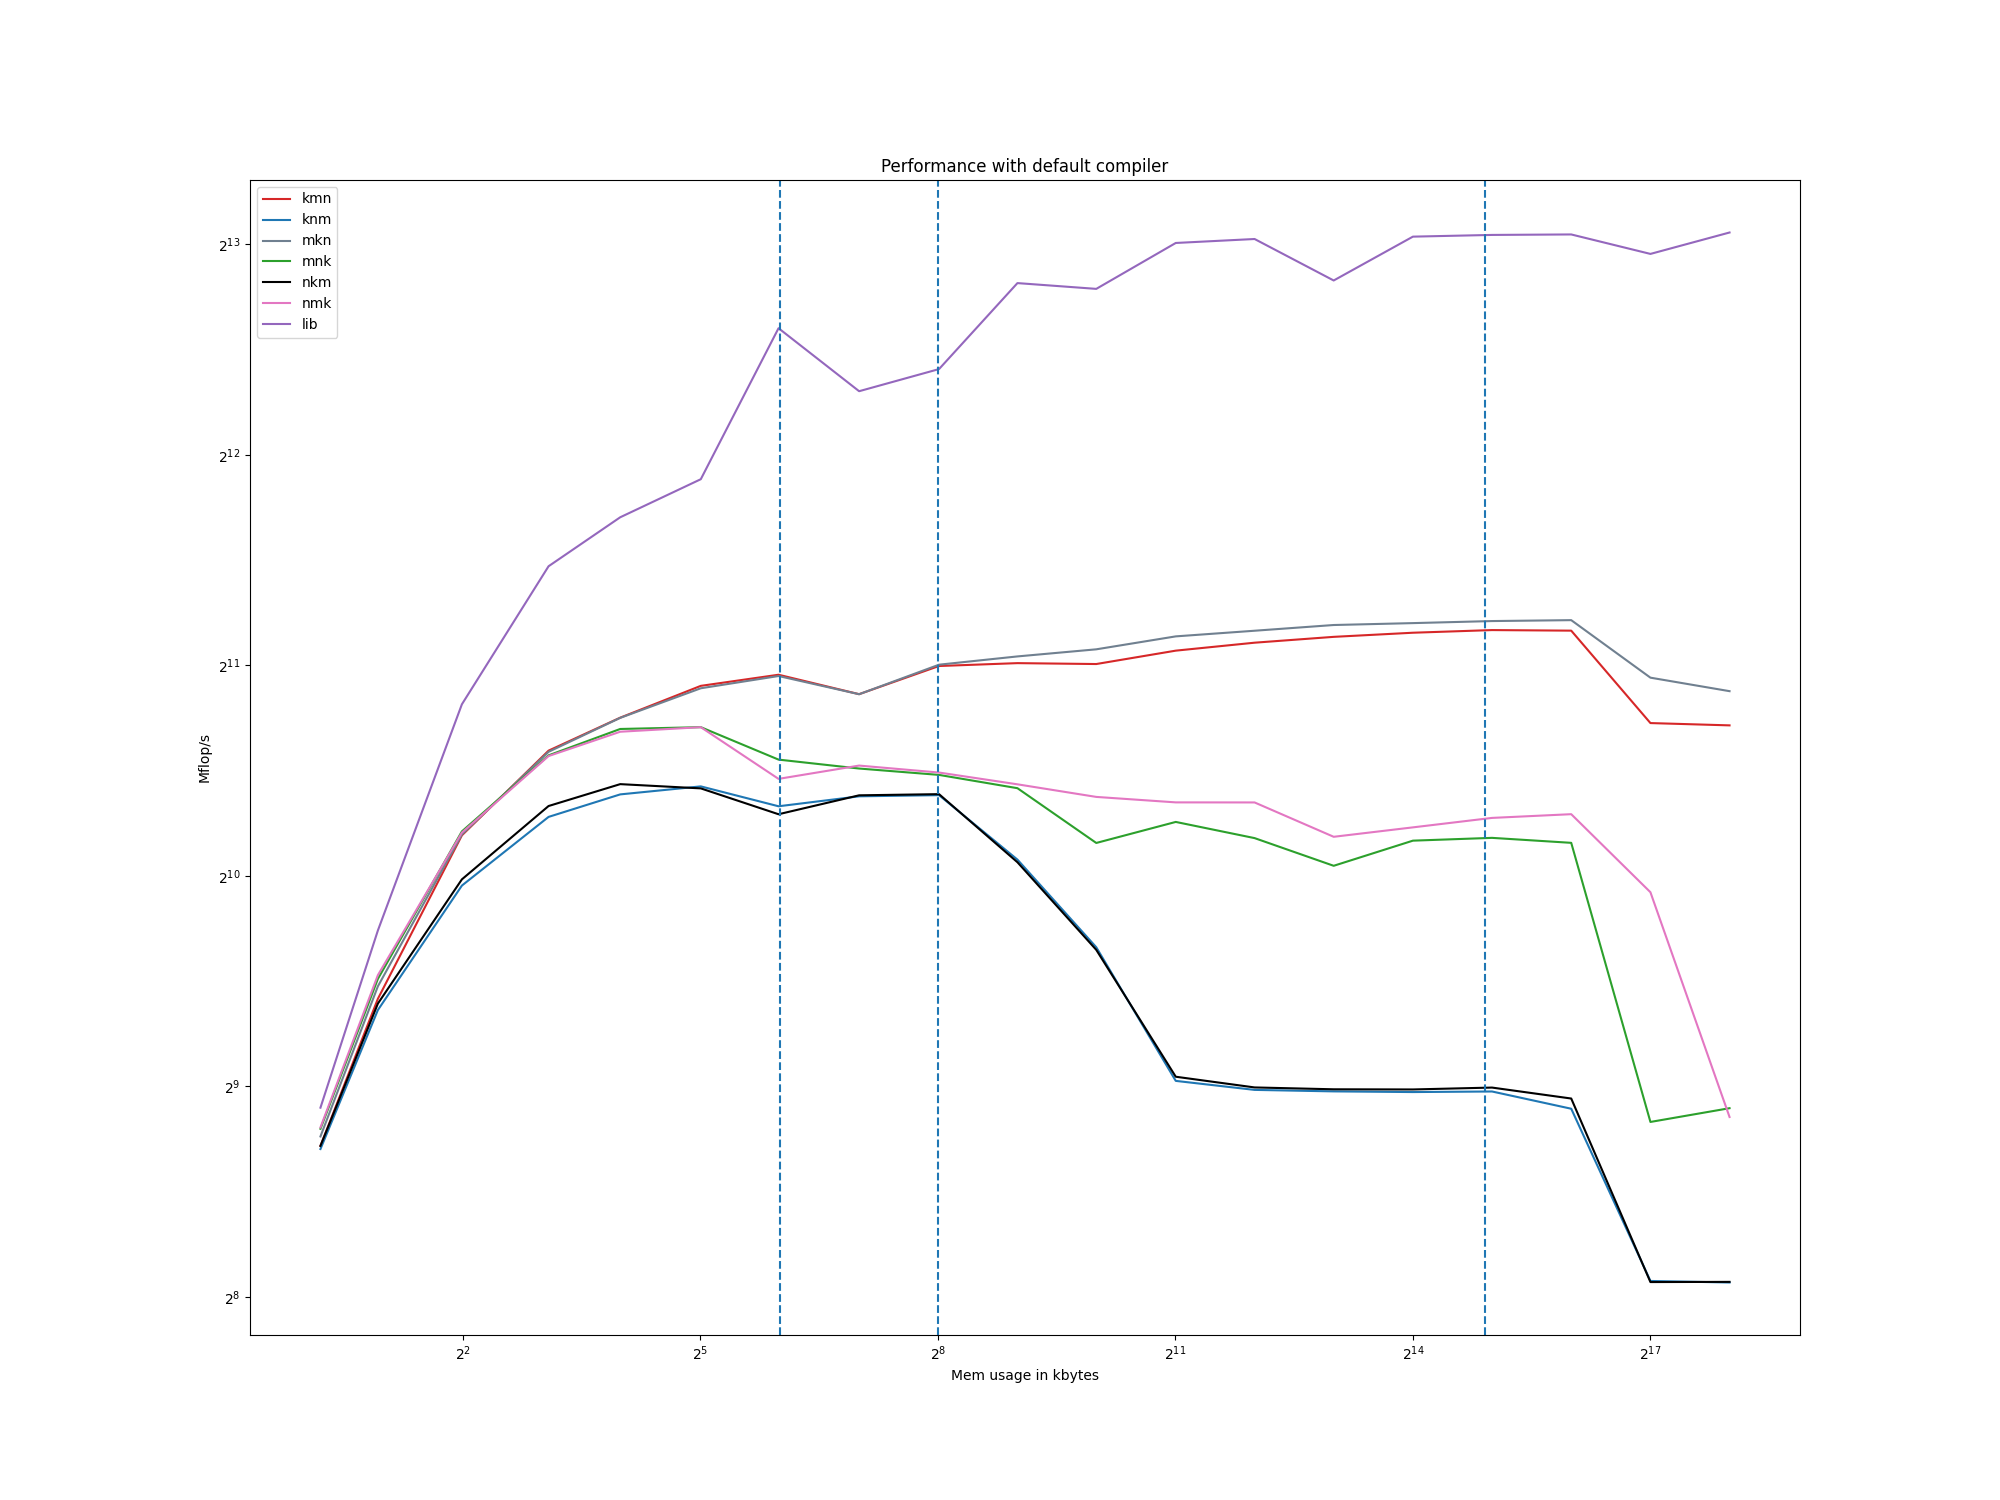 Performance with default compiler
kmn
knm
mkn
mnk
nkm
nmk
lib
2^13
2^12
2^11
2^10
2^9
2^8
Mflop/s
2^2 2^5 2^8 2^11 2^14 2^17
Mem usage in kbytes